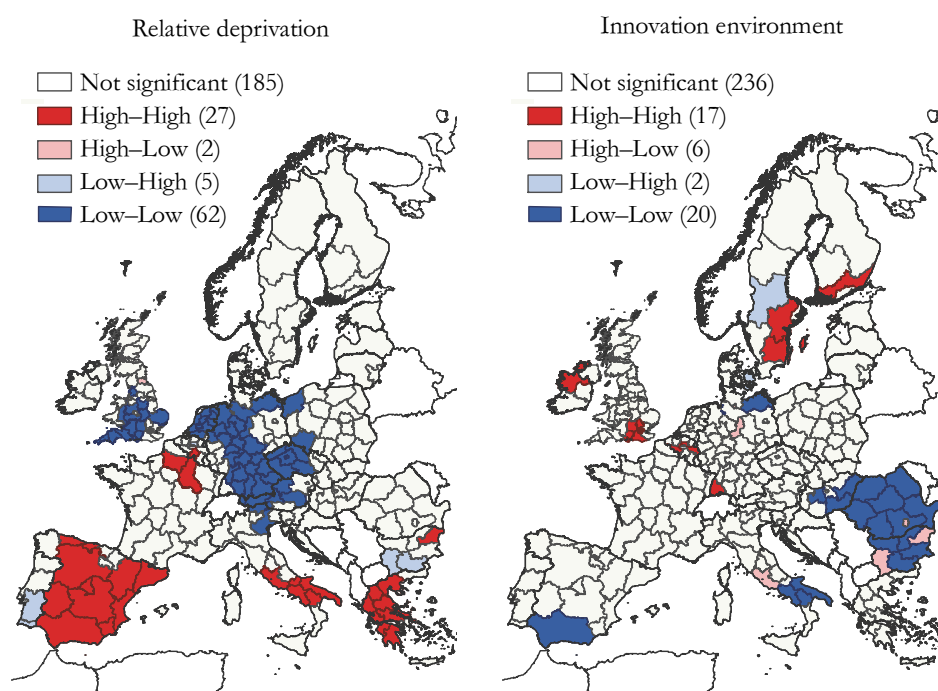 Relative deprivation
Not significant (185)
High–High (27)
High–Low (2)
Low–High (5)
Low–Low (62)
Innovation environment
Not significant (236)
High–High (17)
High–Low (6)
Low–High (2)
Low–Low (20)